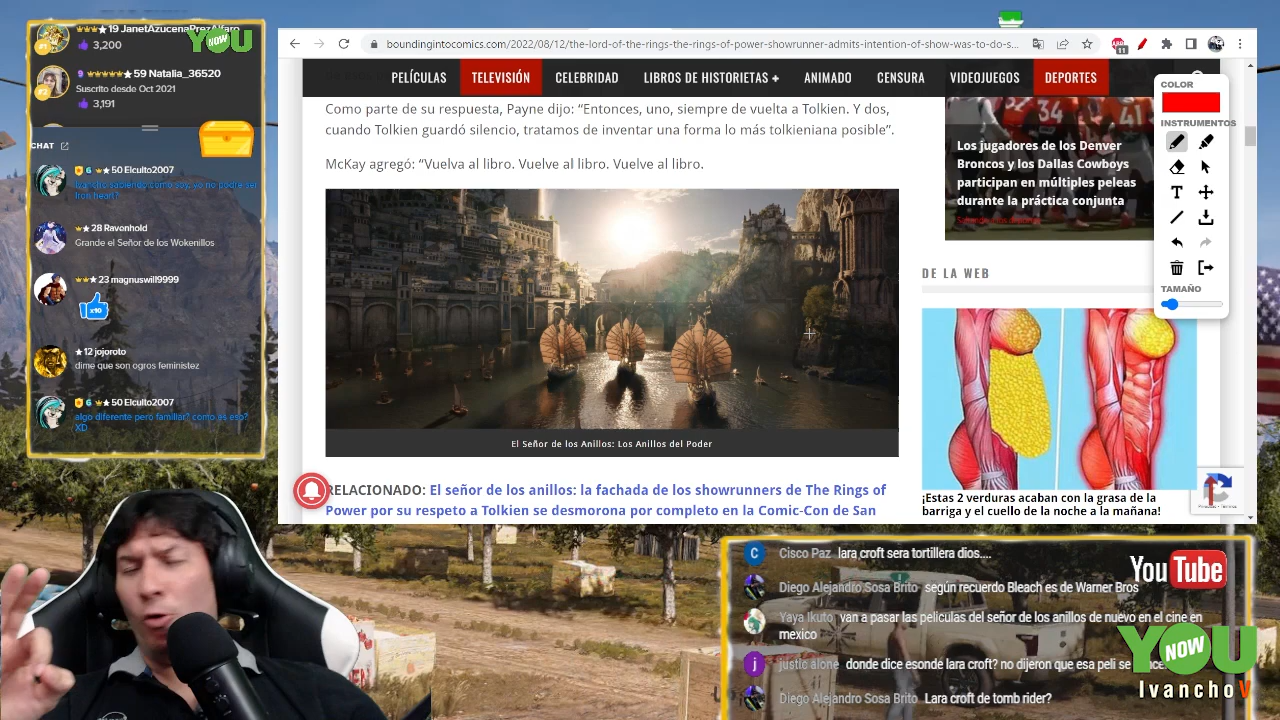 19 JanetAzucenaPrezAlfaro
#1
3,200
YOU
NOW
9 59 Natalia_36520
#2
Suscrito desde Oct 2021
3,191
CHAT
G 50 Elculto2007
28 Ravenhold
Grande el Señor de los Wokenillos
23 magnuswill9999
x10
12 jojoroto
dime que son ogros feministez
G 50 Elculto2007
algo diferente pero familiar? como es eso?
XD
boundingintocomics.com/2022/08/12/the-lord-of-the-rings-the-rings-of-power-showrunner-admits-intention-of-show-was-to-do-s...
11
PELÍCULAS
TELEVISIÓN
CELEBRIDAD
LIBROS DE HISTORIETAS +
ANIMADO
CENSURA
VIDEOJUEGOS
DEPORTES
Como parte de su respuesta, Payne dijo: “Entonces, uno, siempre de vuelta a Tolkien. Y dos,
cuando Tolkien guardó silencio, tratamos de inventar una forma lo más tolkieniana posible”.
McKay agregó: “Vuelva al libro. Vuelve al libro. Vuelve al libro.
El Señor de los Anillos: Los Anillos del Poder
RELACIONADO: El señor de los anillos: la fachada de los showrunners de The Rings of
Power por su respeto a Tolkien se desmorona por completo en la Comic-Con de San
34
Los jugadores de los Denver
Broncos y los Dallas Cowboys
participan en múltiples peleas
durante la práctica conjunta
DE LA WEB
¡Estas 2 verduras acaban con la grasa de la
barriga y el cuello de la noche a la mañana!
COLOR
INSTRUMENTOS
T
TAMAÑO
C Cisco Paz lara croft sera tortillera dios....
Diego Alejandro Sosa Brito según recuerdo Bleach es de Warner Bros
Yaya Ikuto van a pasar las películas del señor de los anillos de nuevo en el cine en
mexico
j justic alone donde dice esonde lara croft? no dijeron que esa peli se
Diego Alejandro Sosa Brito Lara croft de tomb rider?
YouTube
YOU
NOW
IvanchoV